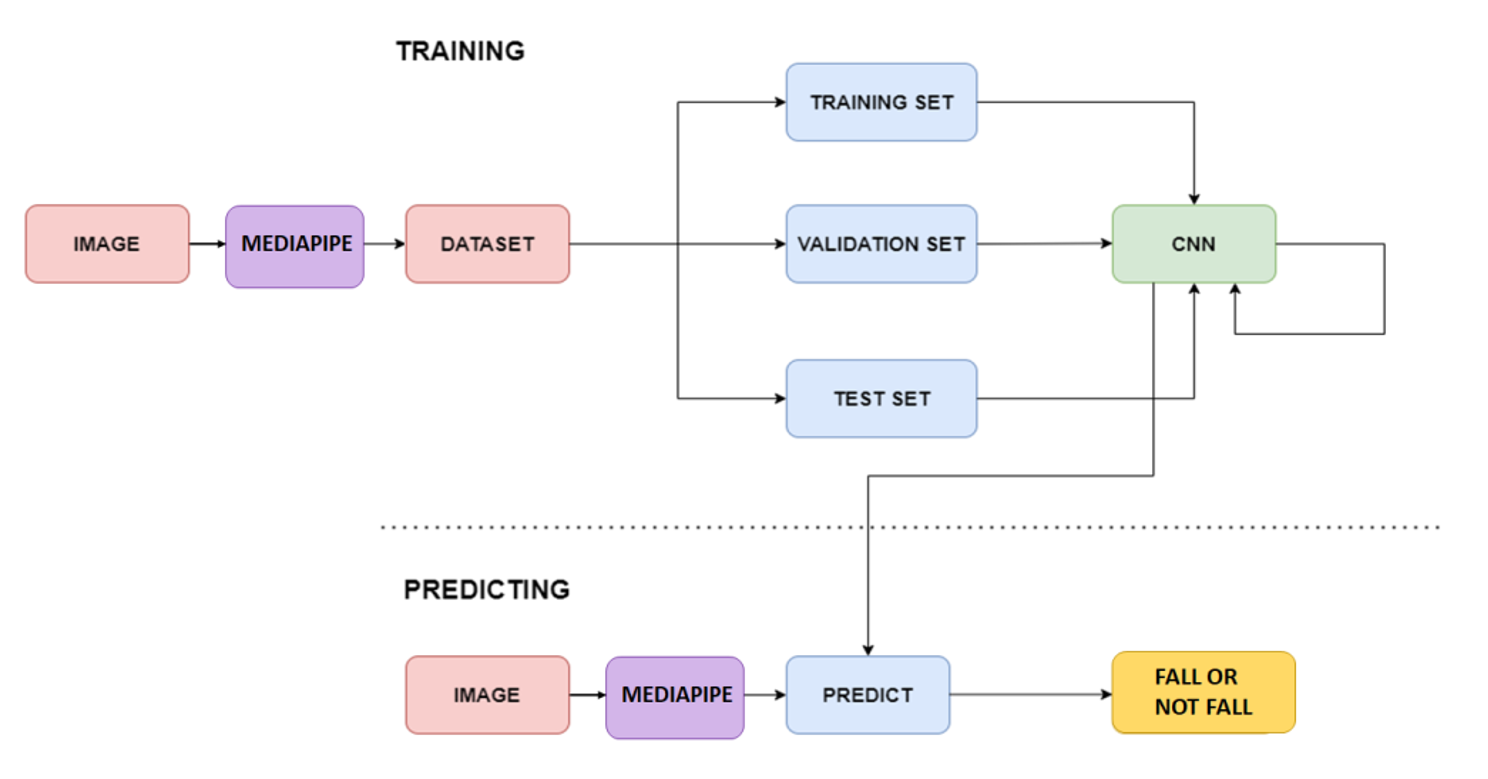 TRAINING
TRAINING SET
IMAGE
MEDIAPIPE
DATASET
VALIDATION SET
CNN
TEST SET
PREDICTING
IMAGE
MEDIAPIPE
PREDICT
FALL OR
NOT FALL